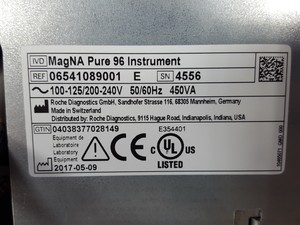 IVD MagNA Pure 96 Instrument
REF 06541089001 E SN 4556
100-125/200-240V 50/60Hz 450VA
Roche Diagnostics GmbH, Sandhofer Strasse 116, 68305 Mannheim, Germany
Made in Switzerland
Distributed by: Roche Diagnostics, 9115 Hague Road, Indianapolis, Indiana, USA
GTIN 04038377028149
E354401
Equipment de
Laboratoire
Laboratory
Equipment
2017-05-09
CE
c UL US
LISTED